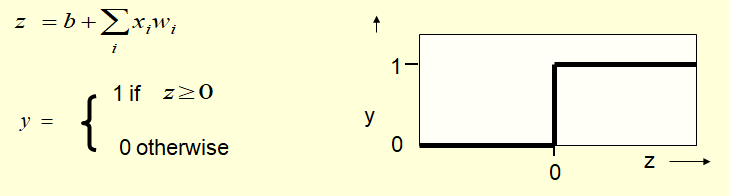 z = b + ∑ x_i w_i
i
y = { 1 if z ≥ 0
0 otherwise
1
y
0
0
z